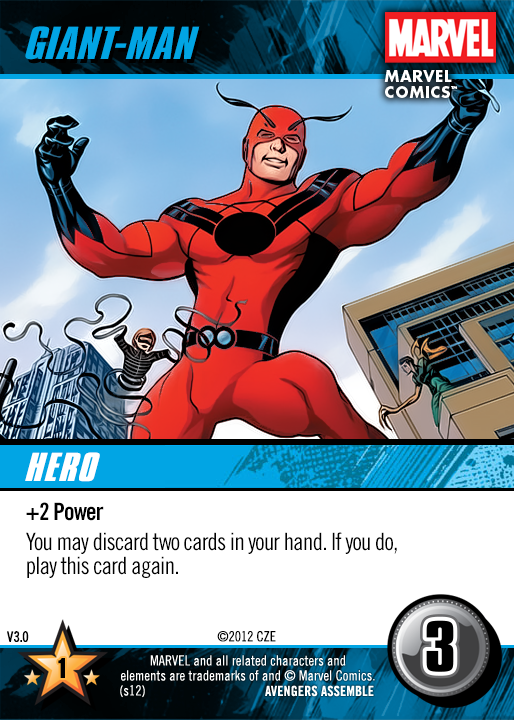 GIANT-MAN
MARVEL
MARVEL
COMICS™
HERO
+2 Power
You may discard two cards in your hand. If you do,
play this card again.
V3.0
©2012 CZE
1
MARVEL and all related characters and
elements are trademarks of and © Marvel Comics.
(s12)
AVENGERS ASSEMBLE
3